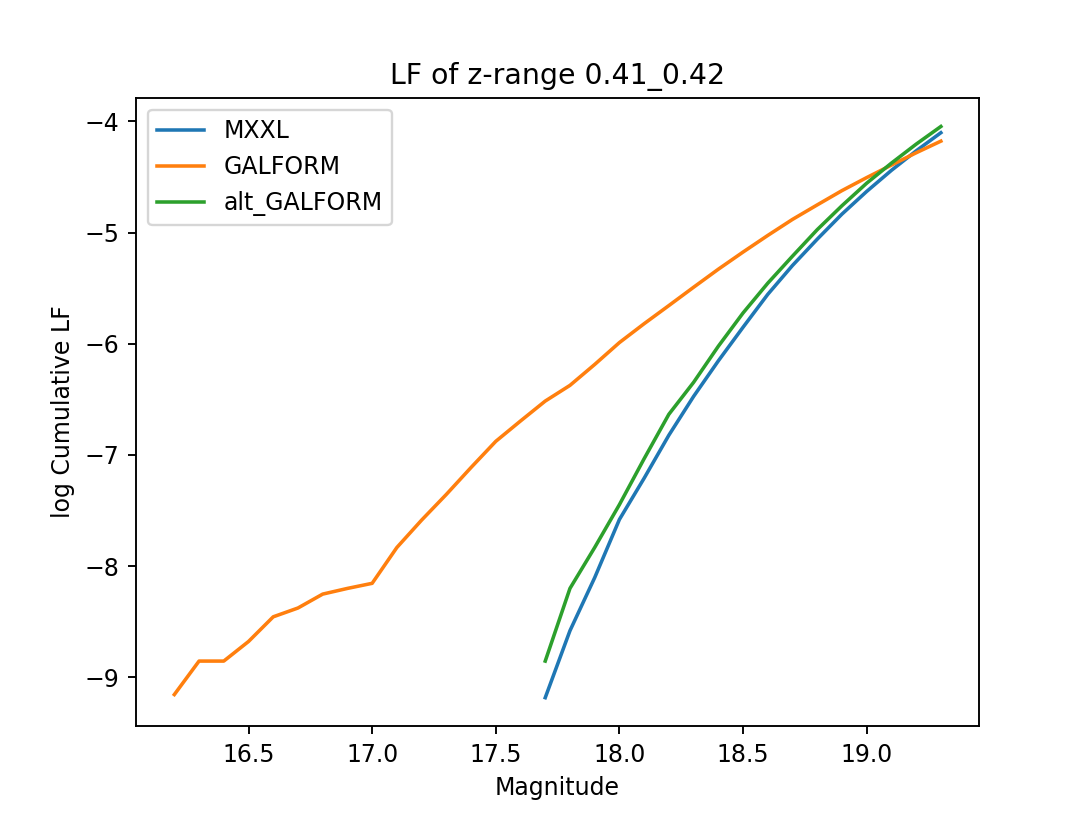 LF of z-range 0.41_0.42
MXXL
GALFORM
alt_GALFORM
−4
−5
−6
−7
−8
−9
log Cumulative LF
16.5 17.0 17.5 18.0 18.5 19.0
Magnitude